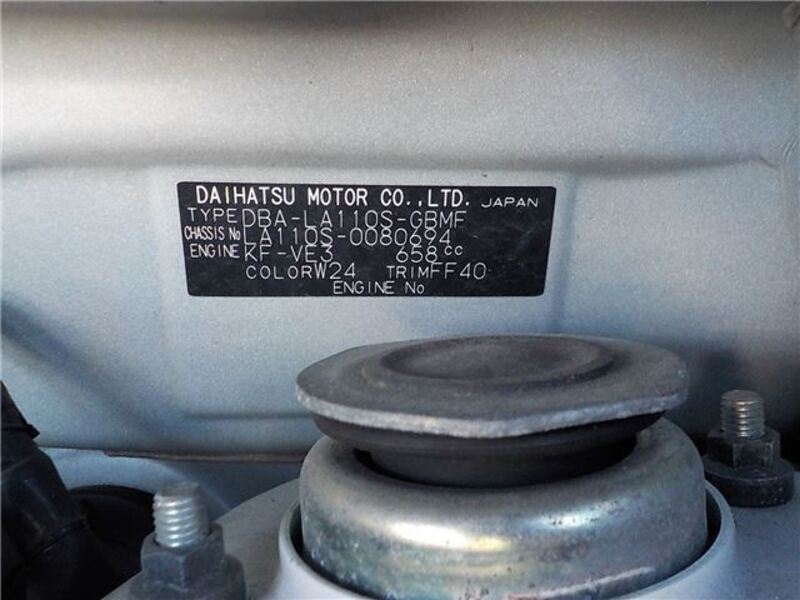 DAIHATSU MOTOR CO.,LTD. JAPAN
TYPE DBA-LA110S-GBMF
CHASSIS No LA110S-0080694
ENGINE KF-VE3 658cc
COLOR W24 TRIM FF40
ENGINE No